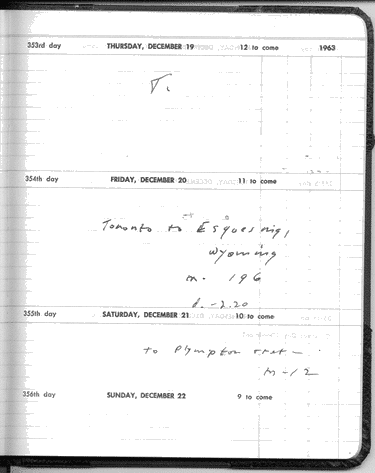 353rd day THURSDAY, DECEMBER 19 12 to come 1963
T.
354th day FRIDAY, DECEMBER 20 11 to come
Toronto to Esquesing,
Wyoming
m. 196
d. -2.20
355th day SATURDAY, DECEMBER 21 10 to come
to Plympton
M-12
356th day SUNDAY, DECEMBER 22 9 to come